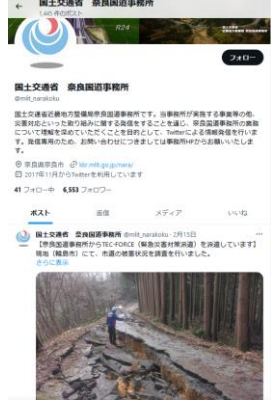 国土交通省 奈良国道事務所
1,445 件のポスト
R24
フォロー
国土交通省 奈良国道事務所
@mlit_narakoku
国土交通省近畿地方整備局奈良国道事務所です。当事務所が実施する事業等の他、
災害対応といった取り組みに関する発信をすることを通じ、奈良国道事務所の業務
について理解を深めていただくことを目的として、Twitterによる情報発信を行いま
す。発信専用のため、お問い合わせにつきましては事務所HPからお願いいたしま
す。
奈良県奈良市 kkr.mlit.go.jp/nara/
2017年11月からTwitterを利用しています
41 フォロー中 6,553 フォロワー
ポスト 返信 メディア いいね
国土交通省 奈良国道事務所 @mlit_narakoku · 2月15日
【奈良国道事務所からTEC-FORCE（緊急災害対策派遣）を派遣しています】
現地（輪島市）にて、市道の被害状況を調査を行いました。
さらに表示